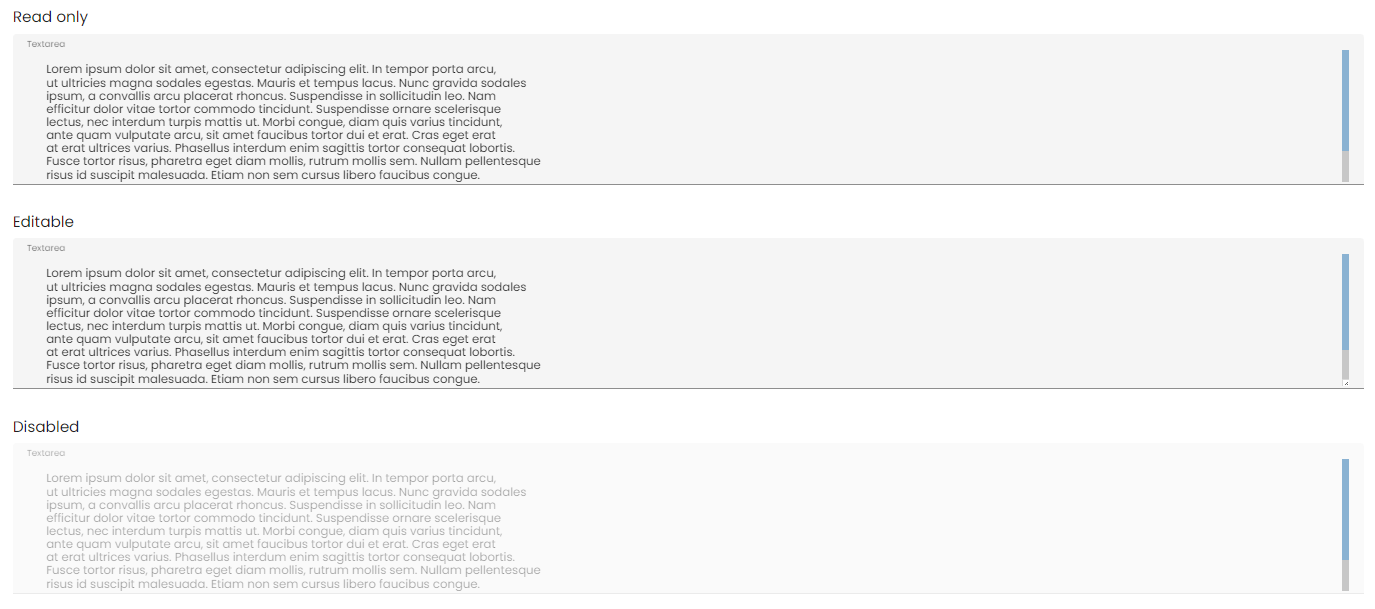 Read only
Textarea
Lorem ipsum dolor sit amet, consectetur adipiscing elit. In tempor porta arcu,
ut ultricies magna sodales egestas. Mauris et tempus lacus. Nunc gravida sodales
ipsum, a convallis arcu placerat rhoncus. Suspendisse in sollicitudin leo. Nam
efficitur dolor vitae tortor commodo tincidunt. Suspendisse ornare scelerisque
lectus, nec interdum turpis mattis ut. Morbi congue, diam quis varius tincidunt,
ante quam vulputate arcu, sit amet faucibus tortor dui et erat. Cras eget erat
at erat ultrices varius. Phasellus interdum enim sagittis tortor consequat lobortis.
Fusce tortor risus, pharetra eget diam mollis, rutrum mollis sem. Nullam pellentesque
risus id suscipit malesuada. Etiam non sem cursus libero faucibus congue.
Editable
Textarea
Lorem ipsum dolor sit amet, consectetur adipiscing elit. In tempor porta arcu,
ut ultricies magna sodales egestas. Mauris et tempus lacus. Nunc gravida sodales
ipsum, a convallis arcu placerat rhoncus. Suspendisse in sollicitudin leo. Nam
efficitur dolor vitae tortor commodo tincidunt. Suspendisse ornare scelerisque
lectus, nec interdum turpis mattis ut. Morbi congue, diam quis varius tincidunt,
ante quam vulputate arcu, sit amet faucibus tortor dui et erat. Cras eget erat
at erat ultrices varius. Phasellus interdum enim sagittis tortor consequat lobortis.
Fusce tortor risus, pharetra eget diam mollis, rutrum mollis sem. Nullam pellentesque
risus id suscipit malesuada. Etiam non sem cursus libero faucibus congue.
Disabled
Textarea
Lorem ipsum dolor sit amet, consectetur adipiscing elit. In tempor porta arcu,
ut ultricies magna sodales egestas. Mauris et tempus lacus. Nunc gravida sodales
ipsum, a convallis arcu placerat rhoncus. Suspendisse in sollicitudin leo. Nam
efficitur dolor vitae tortor commodo tincidunt. Suspendisse ornare scelerisque
lectus, nec interdum turpis mattis ut. Morbi congue, diam quis varius tincidunt,
ante quam vulputate arcu, sit amet faucibus tortor dui et erat. Cras eget erat
at erat ultrices varius. Phasellus interdum enim sagittis tortor consequat lobortis.
Fusce tortor risus, pharetra eget diam mollis, rutrum mollis sem. Nullam pellentesque
risus id suscipit malesuada. Etiam non sem cursus libero faucibus congue.